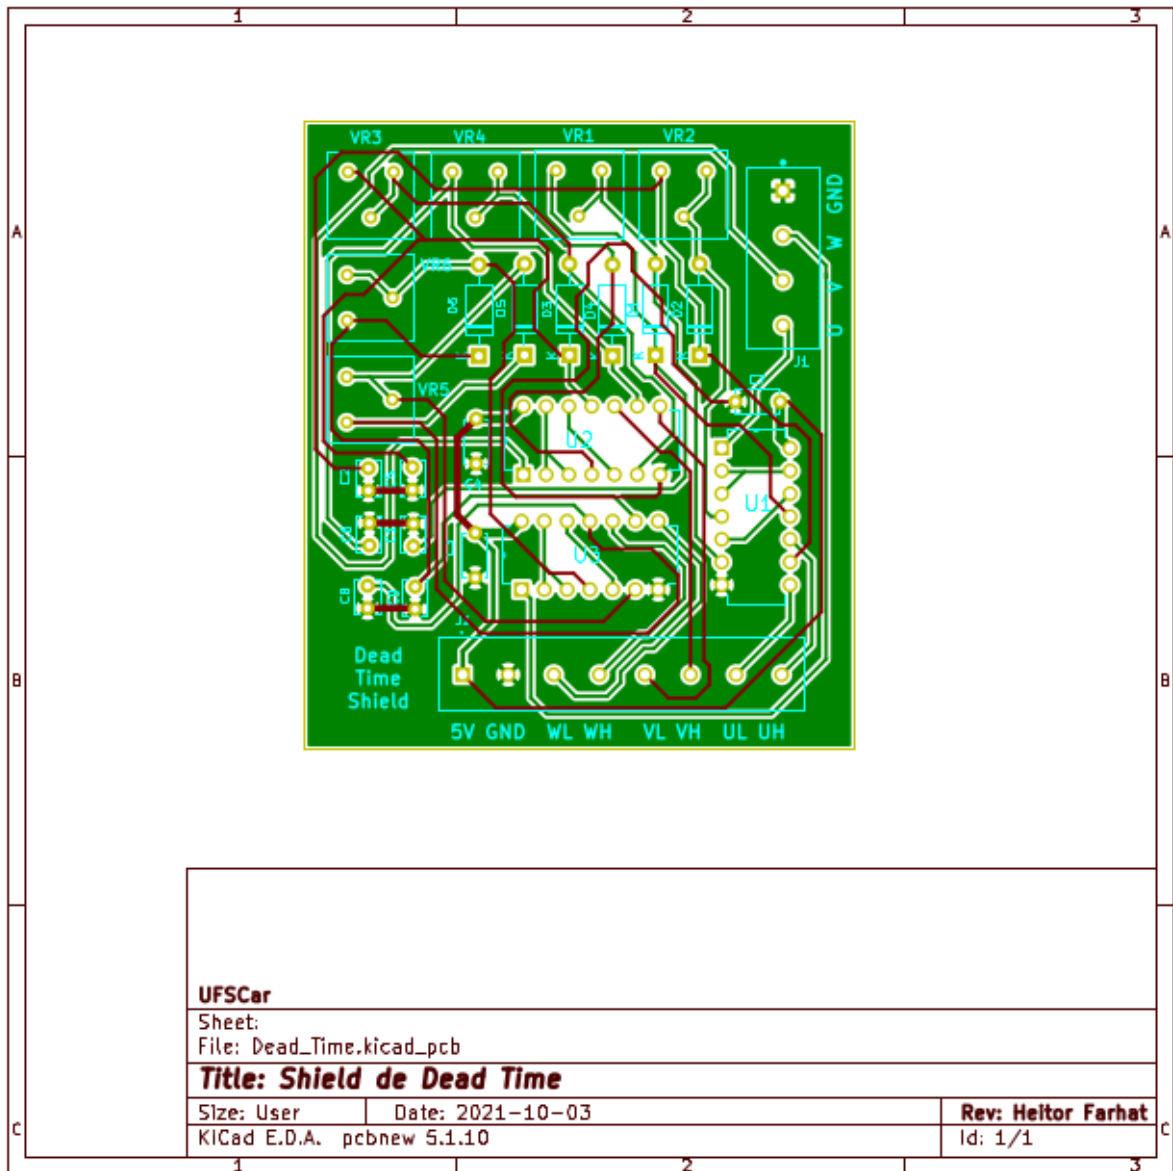 1 2 3
VR3 VR4 VR1 VR2
GND
W
V
U
A A
VR6
D6 D5 D3 D4 D2
J1
VR5
U2
C4
U1
U3
C8
B B
Dead
Time
Shield
5V GND WL WH VL VH UL UH
UFSCar
Sheet:
File: Dead_Time.kicad_pcb
Title: Shield de Dead Time
Size: User Date: 2021-10-03 Rev: Heitor Farhat
KiCad E.D.A. pcbnew 5.1.10 Id: 1/1
C C
1 2 3